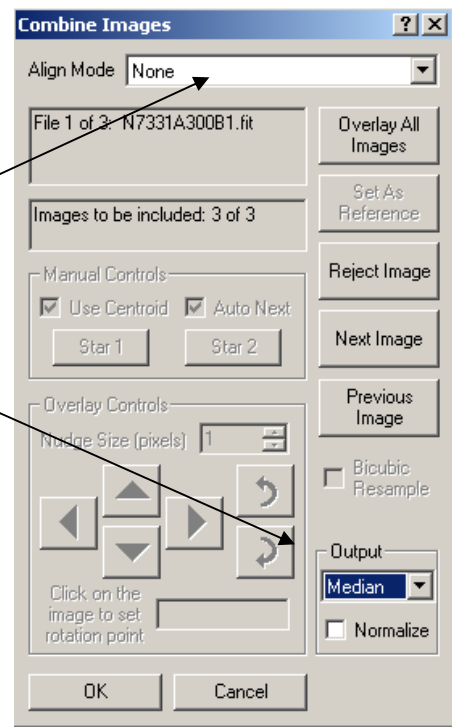 Combine Images
Align Mode None
File 1 of 3: N7331A300B1.fit
Overlay All
Images
Images to be included: 3 of 3
Set As
Reference
Manual Controls
Reject Image
Use Centroid Auto Next
Star 1 Star 2
Next Image
Previous
Image
Overlay Controls
Nudge Size (pixels) 1
Bicubic
Resample
Output
Median
Click on the
image to set
rotation point
Normalize
OK Cancel